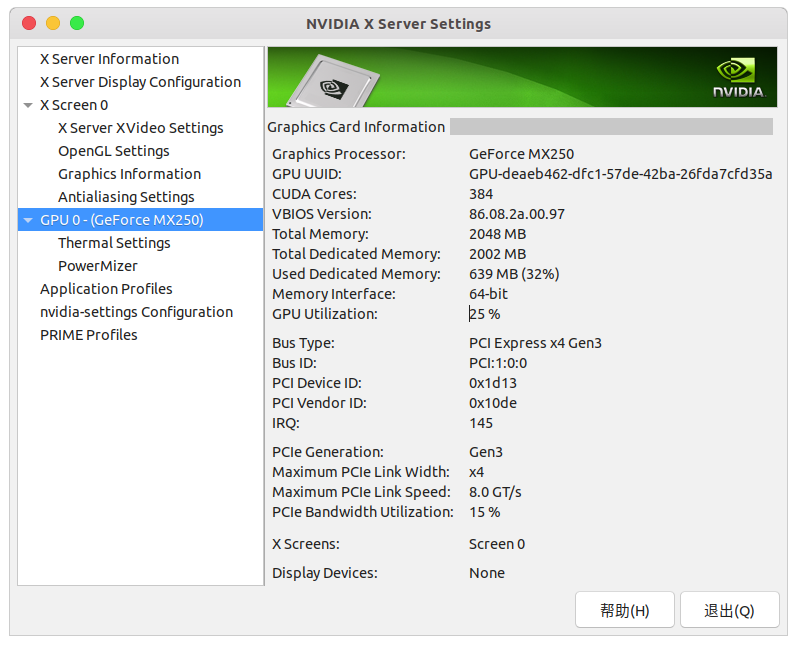 NVIDIA X Server Settings
X Server Information
X Server Display Configuration
X Screen 0
X Server XVideo Settings
OpenGL Settings
Graphics Information
Antialiasing Settings
GPU 0 - (GeForce MX250)
Thermal Settings
PowerMizer
Application Profiles
nvidia-settings Configuration
PRIME Profiles
NVIDIA.
Graphics Card Information
Graphics Processor: GeForce MX250
GPU UUID: GPU-deaeb462-dfc1-57de-42ba-26fda7cfd35a
CUDA Cores: 384
VBIOS Version: 86.08.2a.00.97
Total Memory: 2048 MB
Total Dedicated Memory: 2002 MB
Used Dedicated Memory: 639 MB (32%)
Memory Interface: 64-bit
GPU Utilization: 25 %
Bus Type: PCI Express x4 Gen3
Bus ID: PCI:1:0:0
PCI Device ID: 0x1d13
PCI Vendor ID: 0x10de
IRQ: 145
PCIe Generation: Gen3
Maximum PCIe Link Width: x4
Maximum PCIe Link Speed: 8.0 GT/s
PCIe Bandwidth Utilization: 15 %
X Screens: Screen 0
Display Devices: None
帮助(H) 退出(Q)